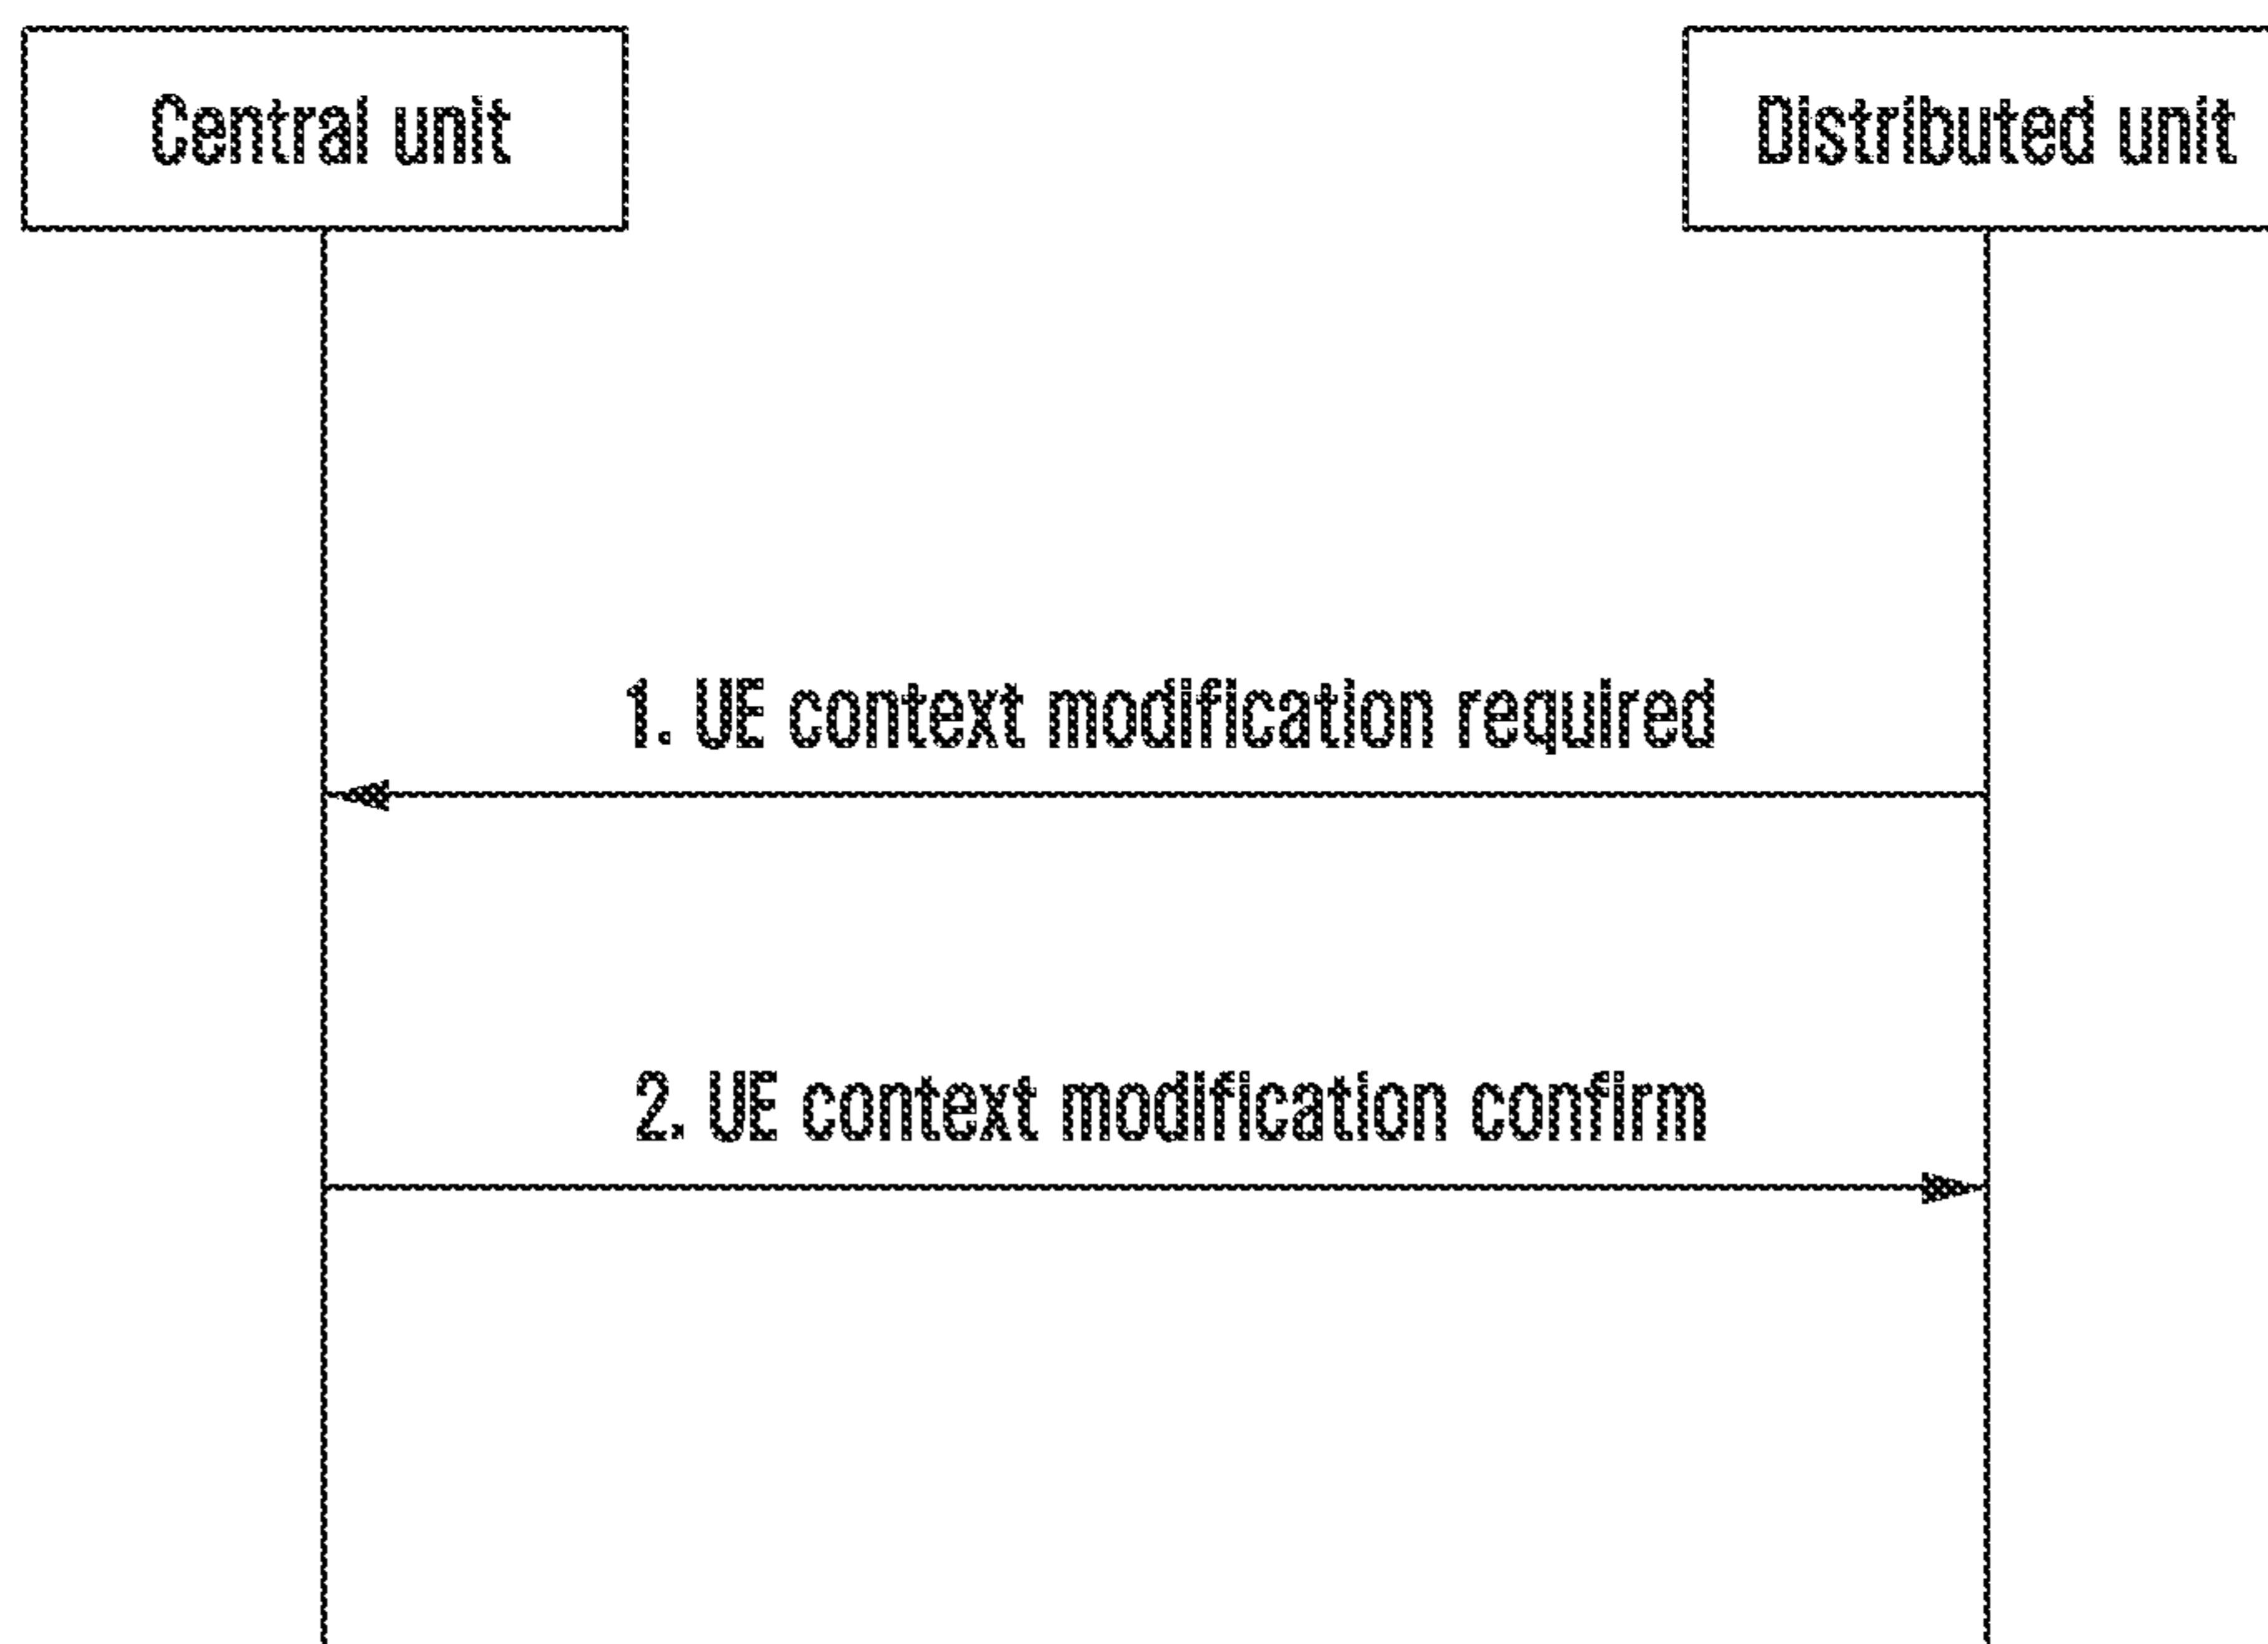 Central unit
Distributed unit
1. UE context modification required
2. UE context modification confirm